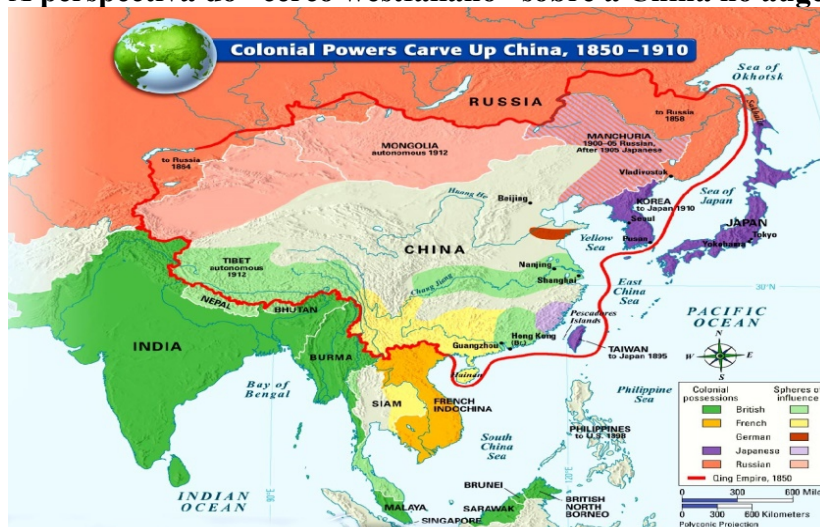 A perspectiva do "cerco westfaliano" sobre a China no auge
Colonial Powers Carve Up China, 1850–1910
Sea of
Okhotsk
RUSSIA
to Russia
1858
Sakhalin
to Russia
1864
MONGOLIA
autonomous 1912
MANCHURIA
1900–05 Russian,
After 1905 Japanese
Vladivostok
Huang He
Beijing
KOREA
to Japan 1910
Seoul
Pusan
Sea of
Japan
JAPAN
Tokyo
Yokohama
Yellow
Sea
CHINA
TIBET
autonomous
1912
Nanjing
Shanghai
Chang Jiang
East
China
Sea
30°N
NEPAL
BHUTAN
INDIA
BURMA
Guangzhou
Hong Kong
(Br.)
Pescadores
Islands
TAIWAN
to Japan 1895
PACIFIC
OCEAN
N
W
E
S
Hainan
Bay of
Bengal
SIAM
FRENCH
INDOCHINA
South
China
Sea
Philippine
Sea
PHILIPPINES
to U.S. 1898
120°E
90°E
INDIAN
OCEAN
MALAYA
SINGAPORE
BRUNEI
SARAWAK
BRITISH
NORTH
BORNEO
Colonial
possessions
Spheres of
influence
British
French
German
Japanese
Russian
Qing Empire, 1850
0 300 600 Mile
0 300 600 Kilometers
Polyconic Projection